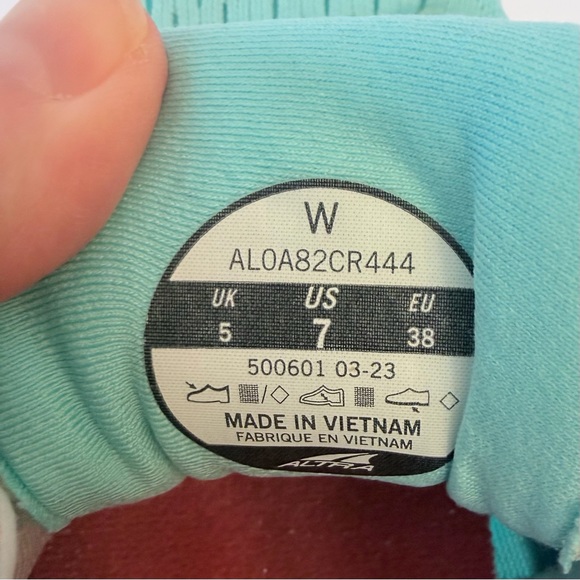 W
AL0A82CR444
UK US EU
5 7 38
500601 03-23
/
MADE IN VIETNAM
FABRIQUE EN VIETNAM
ALTRA